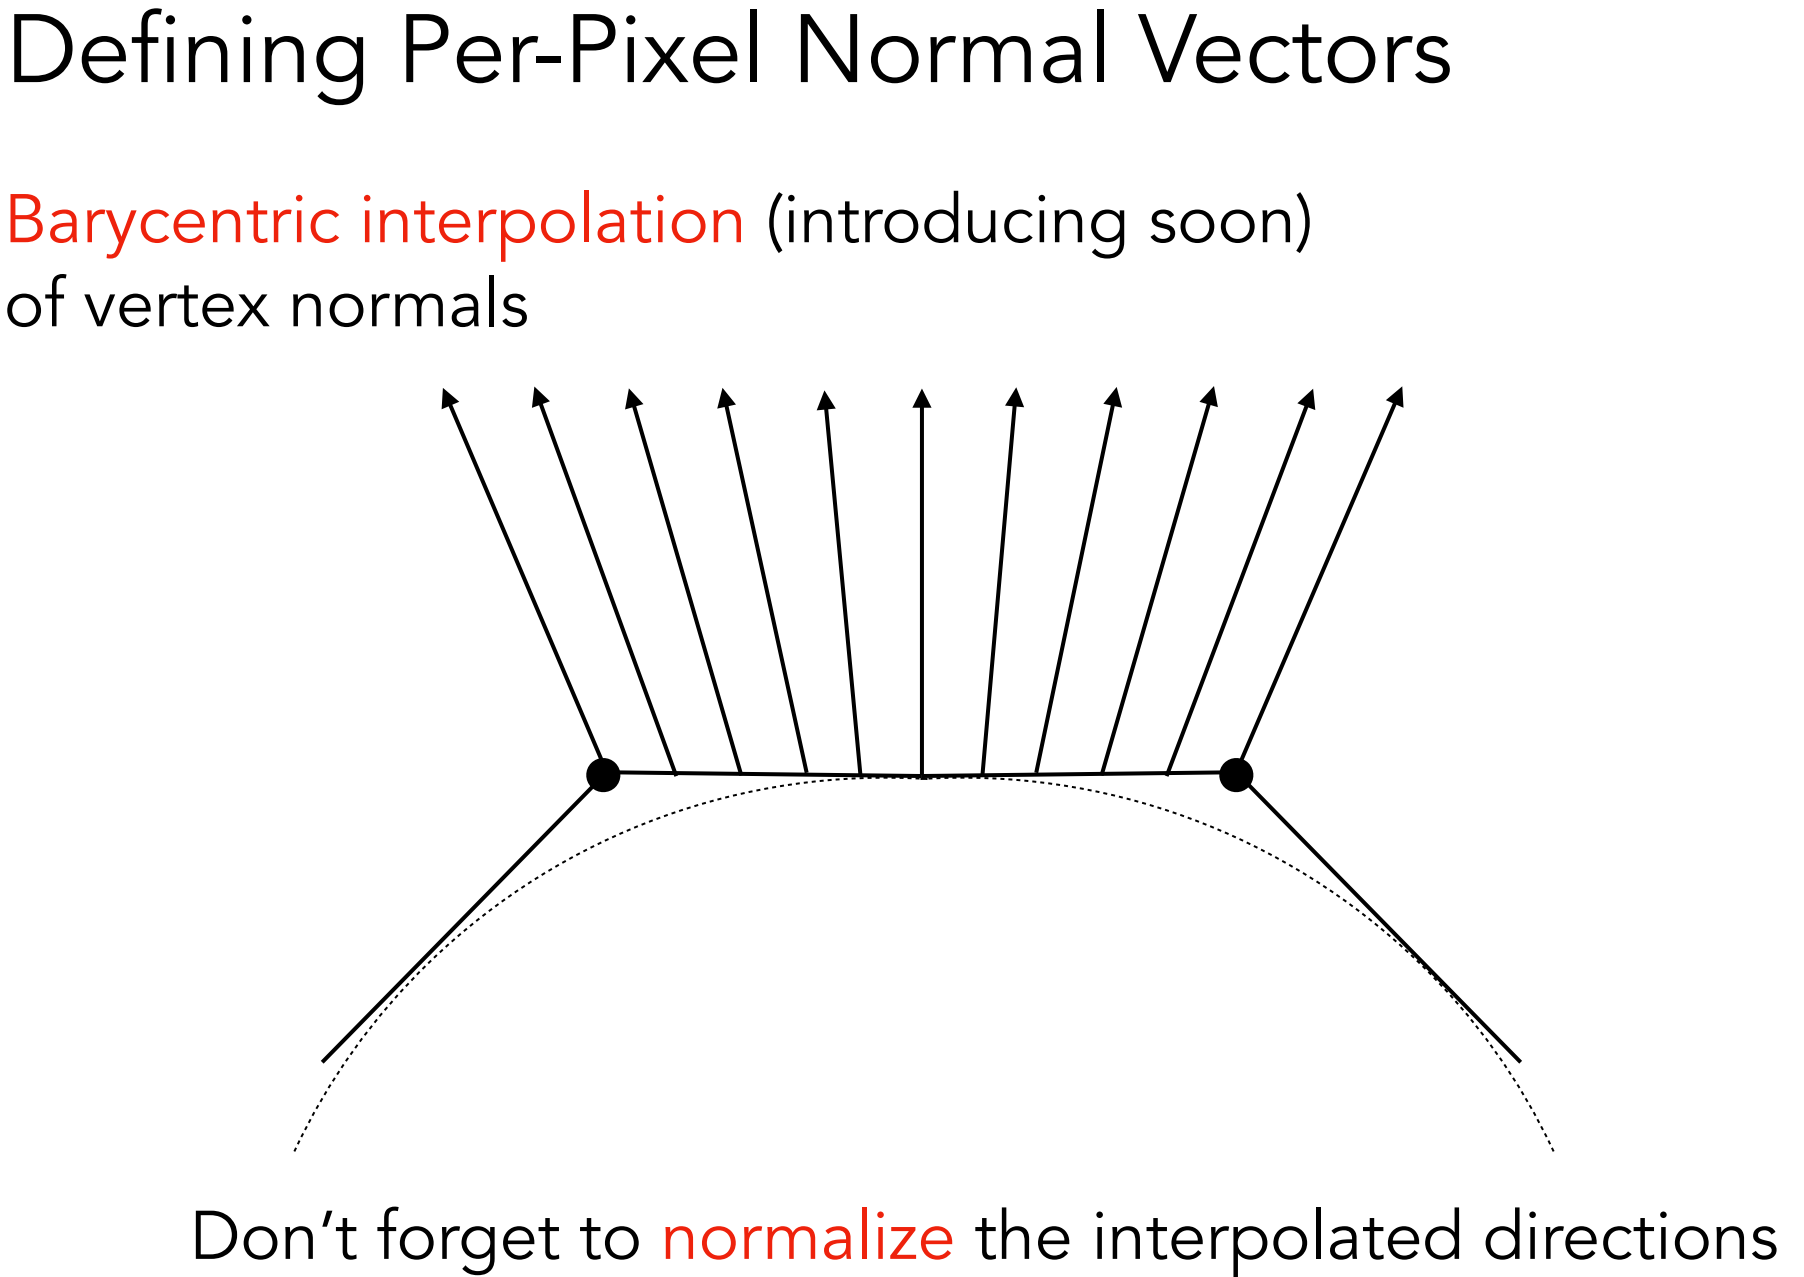 Defining Per-Pixel Normal Vectors
Barycentric interpolation (introducing soon)
of vertex normals
Don’t forget to normalize the interpolated directions